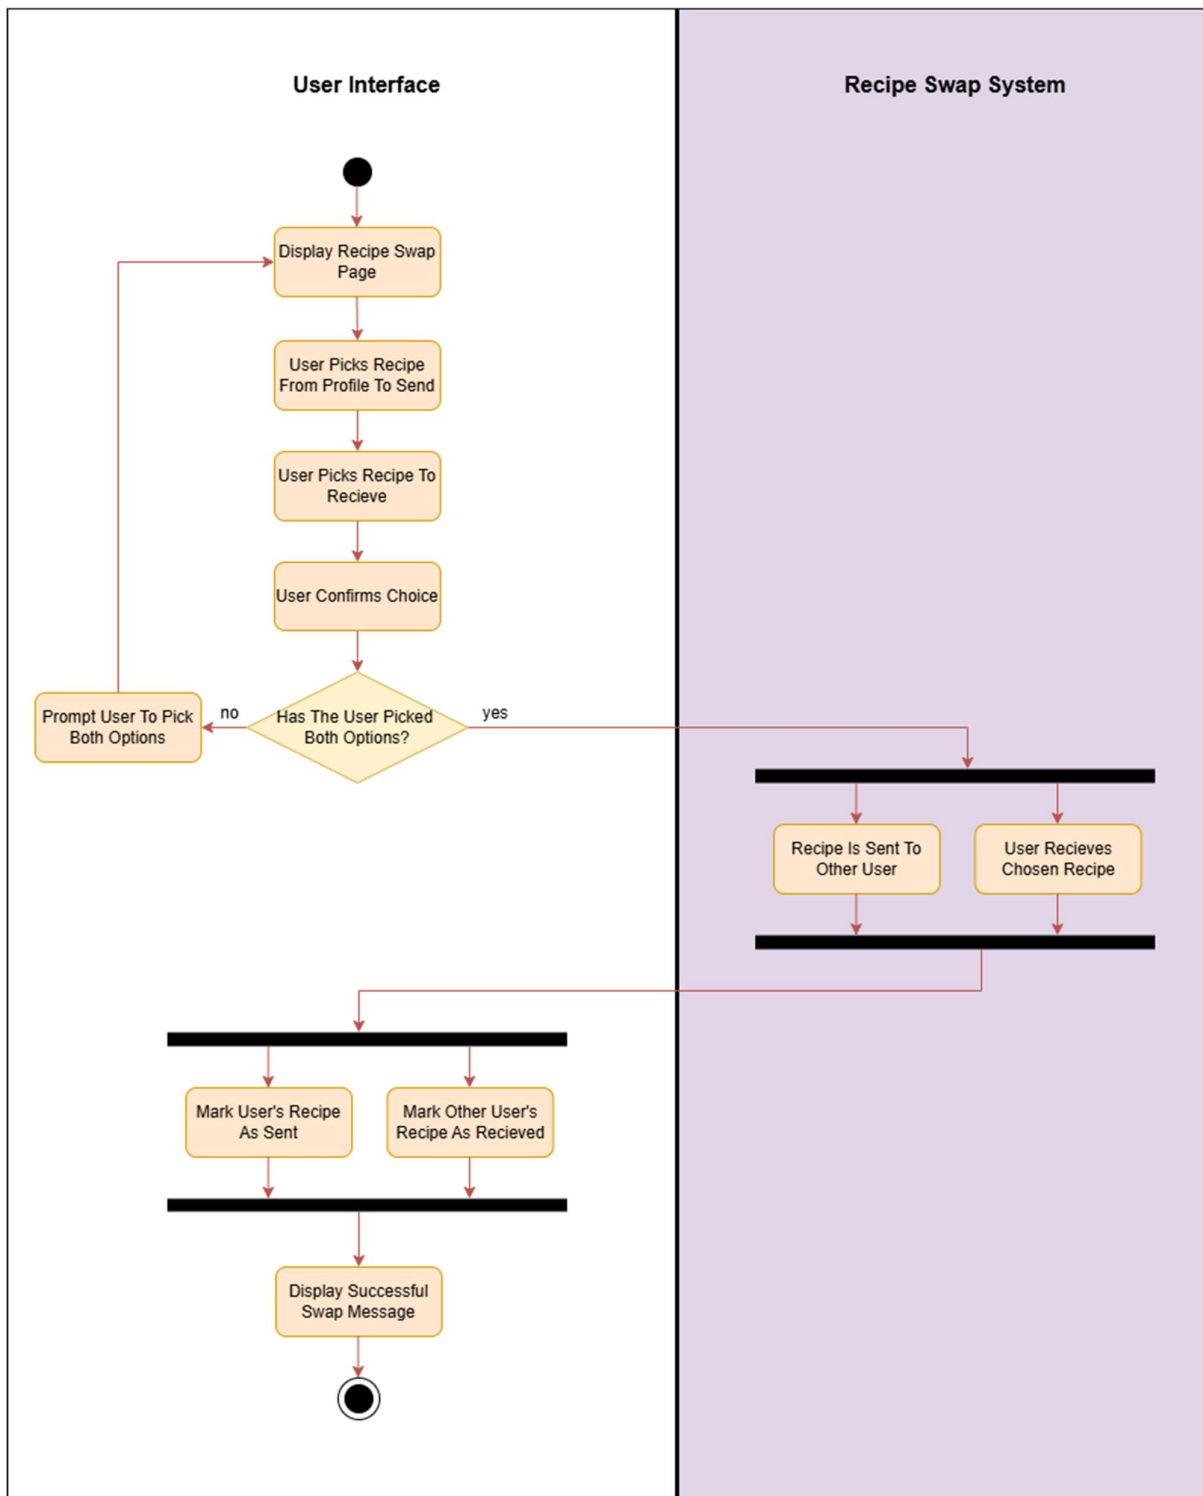 User Interface
Recipe Swap System
Display Recipe Swap
Page
User Picks Recipe
From Profile To Send
User Picks Recipe To
Recieve
User Confirms Choice
Prompt User To Pick
Both Options
no
Has The User Picked
Both Options?
yes
Recipe Is Sent To
Other User
User Recieves
Chosen Recipe
Mark User's Recipe
As Sent
Mark Other User's
Recipe As Recieved
Display Successful
Swap Message